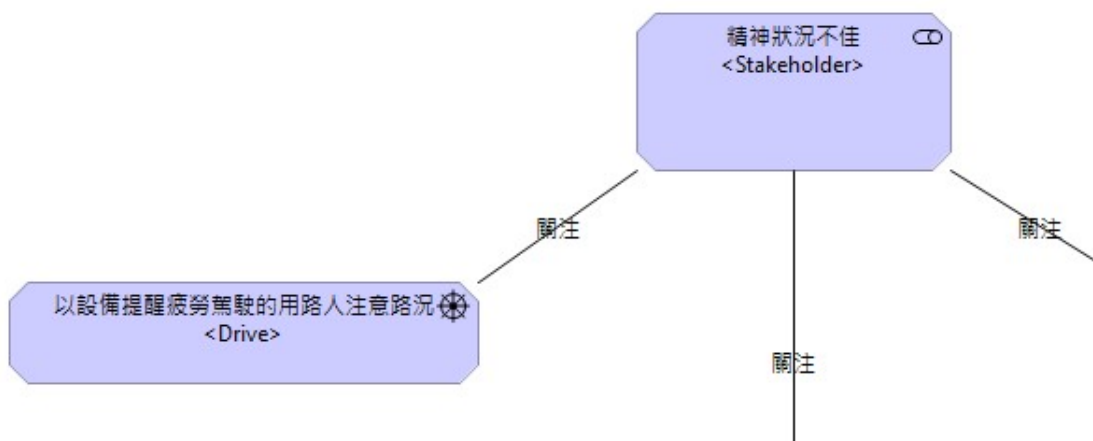 精神狀況不佳
<Stakeholder>
關注
關注
以設備提醒疲勞駕駛的用路人注意路況
<Drive>
關注